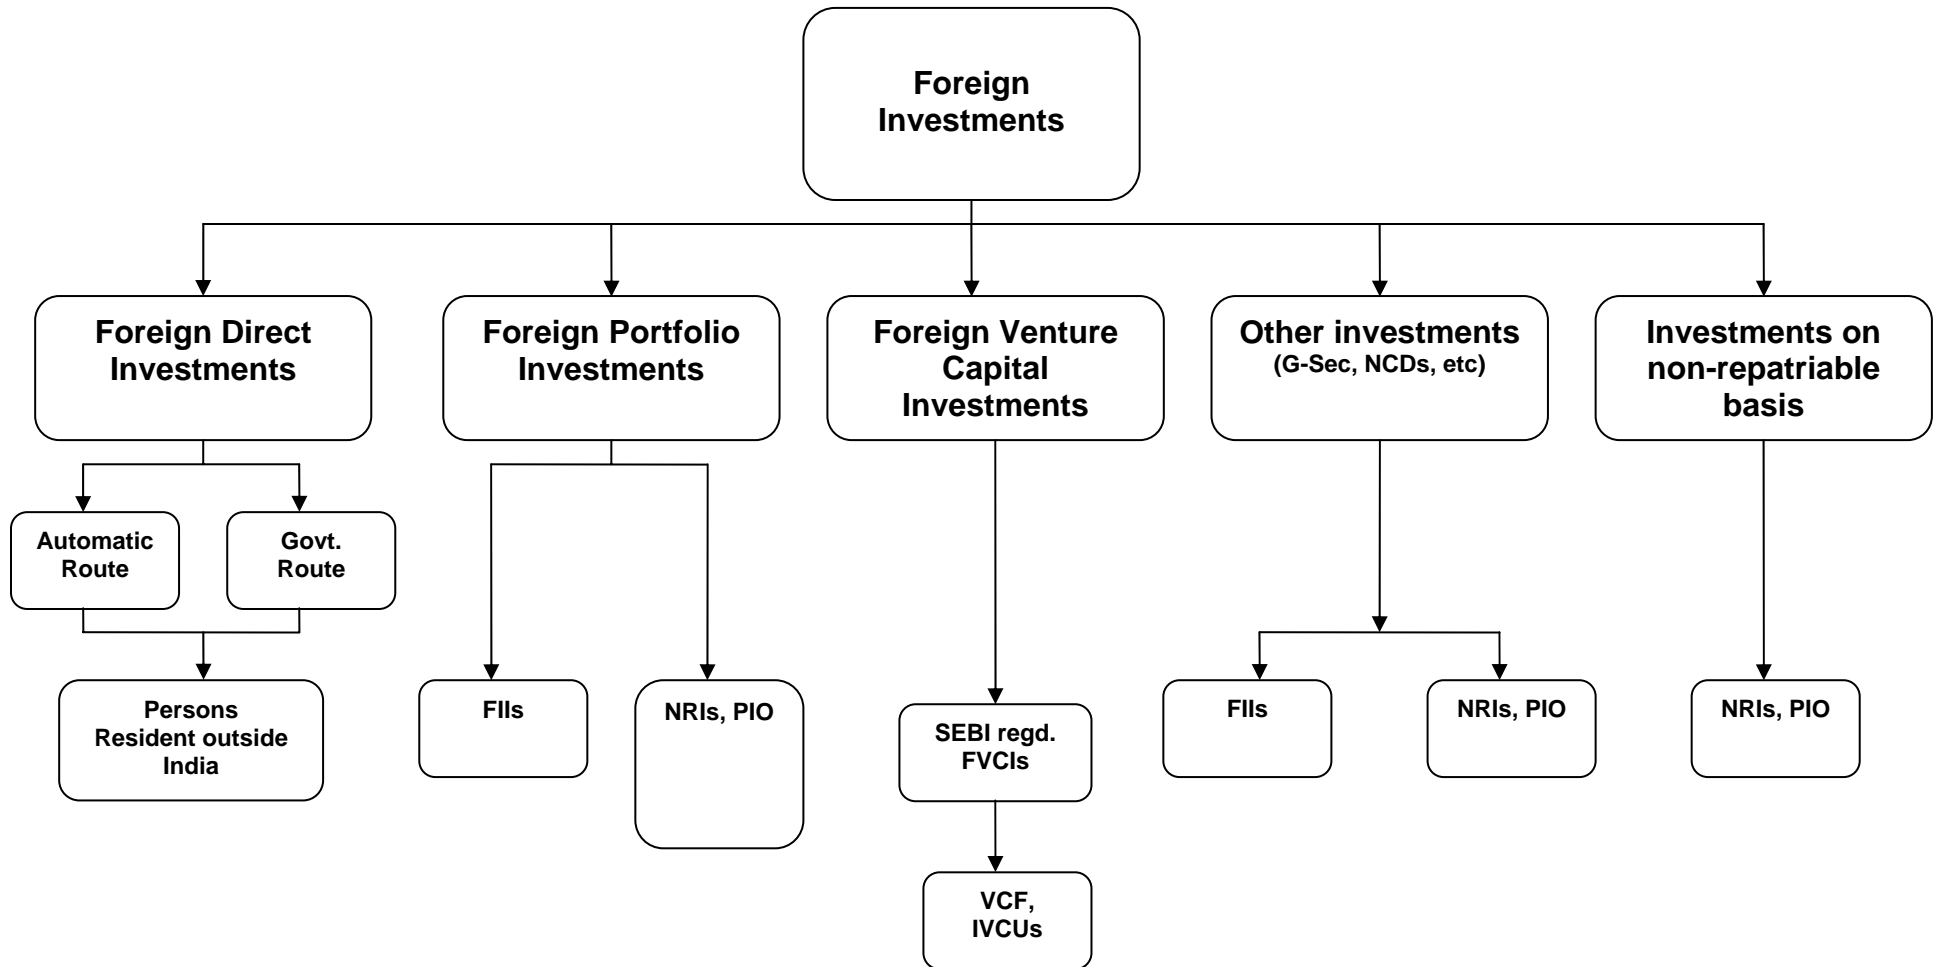 Foreign
Investments
Foreign Direct
Investments
Foreign Portfolio
Investments
Foreign Venture
Capital
Investments
Other investments
(G-Sec, NCDs, etc)
Investments on
non-repatriable
basis
Automatic
Route
Govt.
Route
Persons
Resident outside
India
FIIs
NRIs, PIO
SEBI regd.
FVCIs
VCF,
IVCUs
FIIs
NRIs, PIO
NRIs, PIO